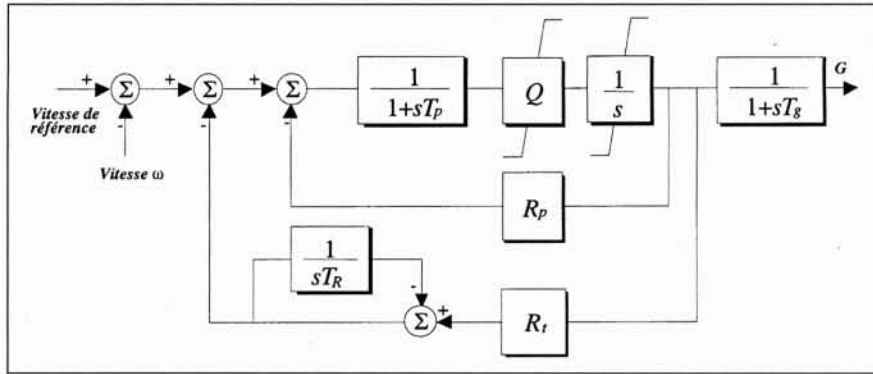 + Σ + Σ + Σ 1 Q 1 1 G
1+sTp s 1+sTg
- - -
Vitesse de
référence
Vitesse ω
Rp
1
sTR
-
Σ + Rt